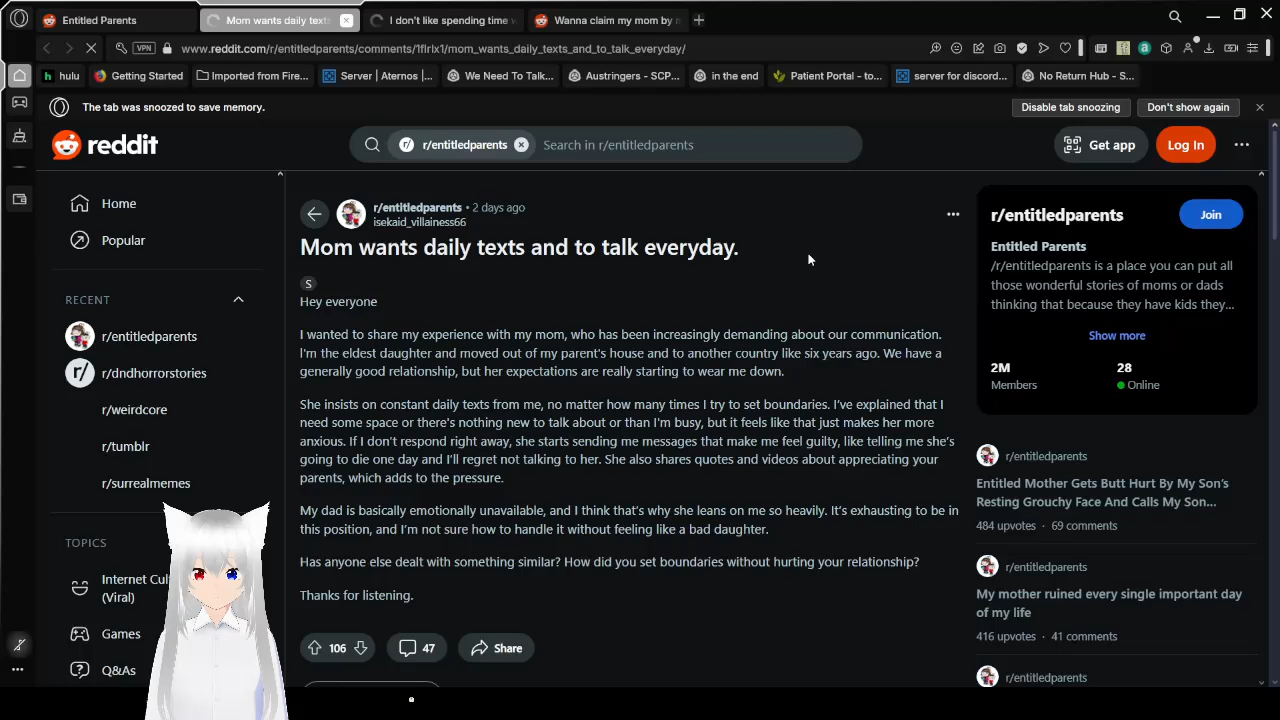 Entitled Parents
Mom wants daily texts
I don't like spending time
Wanna claim my mom by m
VPN
www.reddit.com/r/entitledparents/comments/1flrlx1/mom_wants_daily_texts_and_to_talk_everyday/
hulu
Getting Started
Imported from Fire...
Server | Aternos |...
We Need To Talk...
Austringers - SCP...
in the end
Patient Portal - to...
server for discord...
No Return Hub - S...
The tab was snoozed to save memory.
Disable tab snoozing
Don't show again
reddit
r/entitledparents
Search in r/entitledparents
Get app
Log In
Home
Popular
RECENT
r/entitledparents
r/ r/dndhorrorstories
r/weirdcore
r/tumblr
r/surrealmemes
TOPICS
Internet Cul
(Viral)
Games
Q&As
r/entitledparents • 2 days ago
isekaid_villainess66
Mom wants daily texts and to talk everyday.
S
Hey everyone
I wanted to share my experience with my mom, who has been increasingly demanding about our communication.
I'm the eldest daughter and moved out of my parent's house and to another country like six years ago. We have a
generally good relationship, but her expectations are really starting to wear me down.
She insists on constant daily texts from me, no matter how many times I try to set boundaries. I've explained that I
need some space or there's nothing new to talk about or than I'm busy, but it feels like that just makes her more
anxious. If I don't respond right away, she starts sending me messages that make me feel guilty, like telling me she's
going to die one day and I'll regret not talking to her. She also shares quotes and videos about appreciating your
parents, which adds to the pressure.
My dad is basically emotionally unavailable, and I think that's why she leans on me so heavily. It's exhausting to be in
this position, and I'm not sure how to handle it without feeling like a bad daughter.
Has anyone else dealt with something similar? How did you set boundaries without hurting your relationship?
Thanks for listening.
106
47
Share
r/entitledparents
Join
Entitled Parents
/r/entitledparents is a place you can put all
those wonderful stories of moms or dads
thinking that because they have kids they...
Show more
2M
28
Members
Online
r/entitledparents
Entitled Mother Gets Butt Hurt By My Son's
Resting Grouchy Face And Calls My Son...
484 upvotes • 69 comments
r/entitledparents
My mother ruined every single important day
of my life
416 upvotes • 41 comments
r/entitledparents